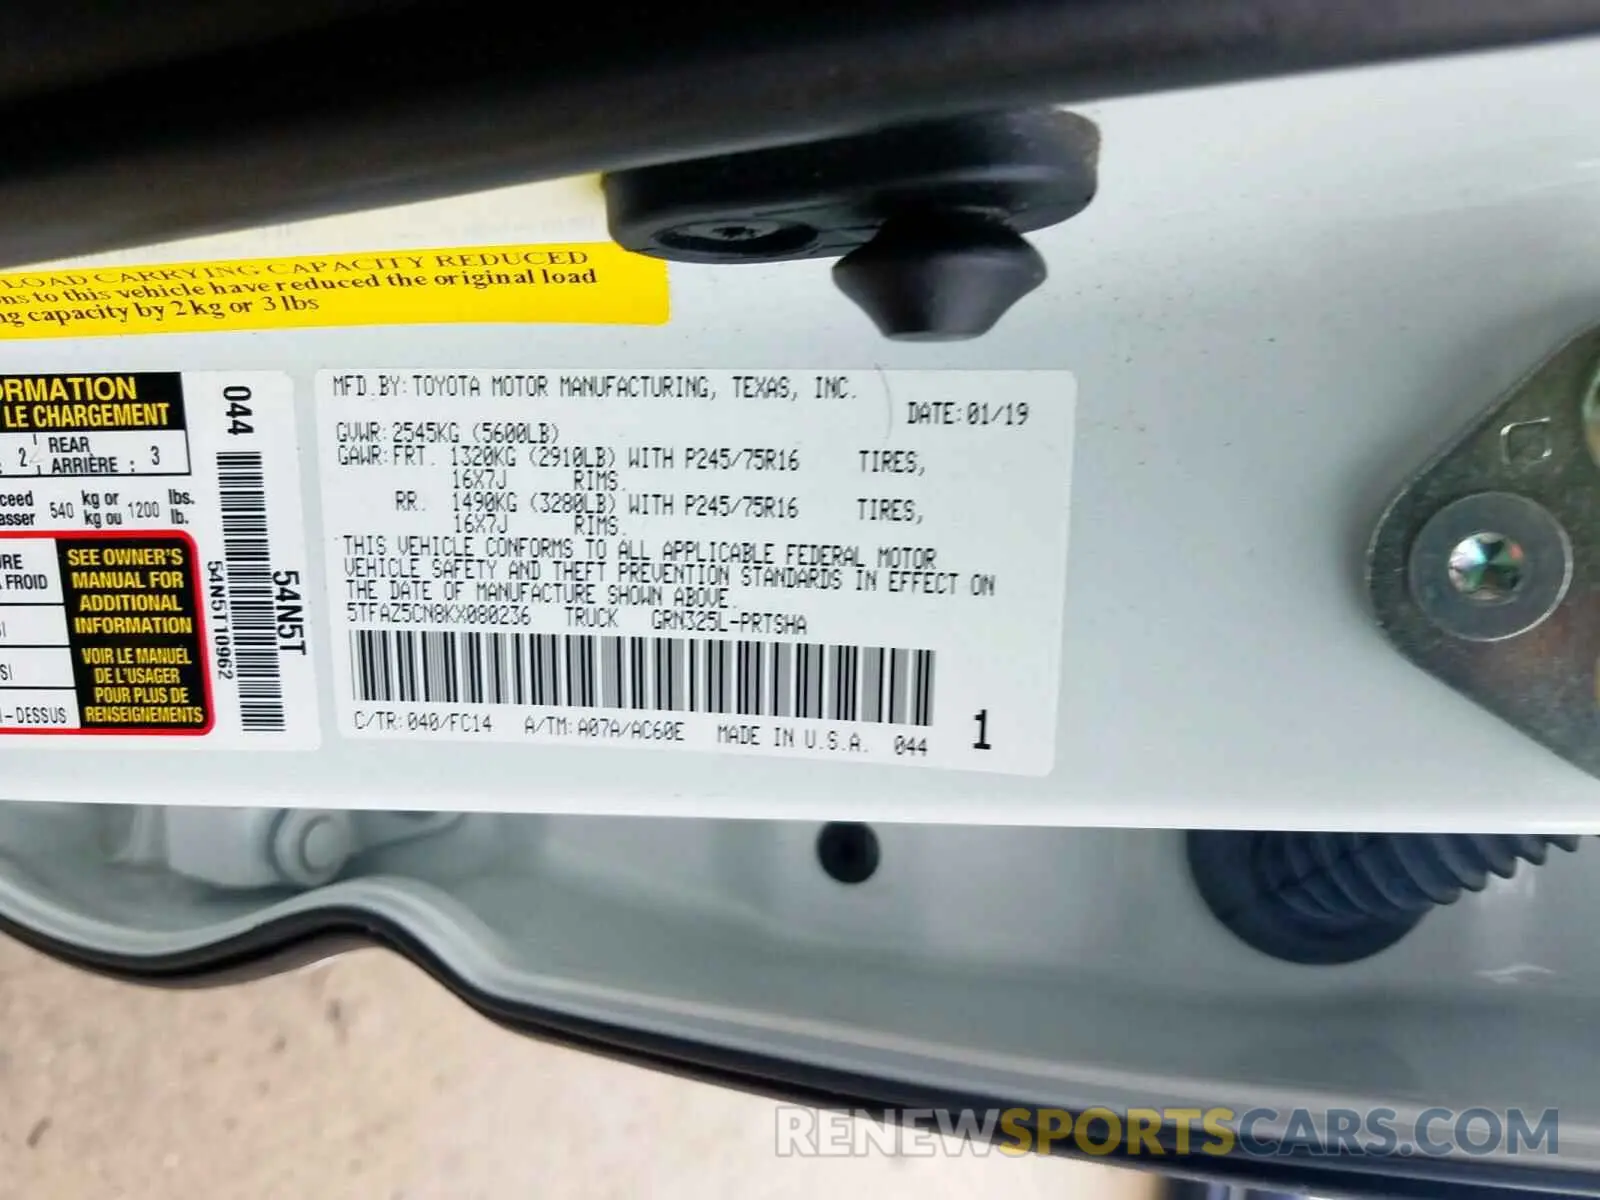 LOAD CARRYING CAPACITY REDUCED
to this vehicle have reduced the original load
capacity by 2 kg or 3 lbs
LE CHARGEMENT
2 REAR
ARRIÈRE : 3
540 kg or 1200 lbs.
kg ou lb.
FROID
DESSUS
SEE OWNER'S
MANUAL FOR
ADDITIONAL
INFORMATION
VOIR LE MANUEL
DE L'USAGER
POUR PLUS DE
RENSEIGNEMENTS
044
54N5T
54N5T10962
MFD.BY:TOYOTA MOTOR MANUFACTURING, TEXAS, INC.
DATE:01/19
GVWR:2545KG (5600LB)
GAWR:FRT. 1320KG (2910LB) WITH P245/75R16 TIRES,
16X7J RIMS.
RR. 1490KG (3280LB) WITH P245/75R16 TIRES,
16X7J RIMS.
THIS VEHICLE CONFORMS TO ALL APPLICABLE FEDERAL MOTOR
VEHICLE SAFETY AND THEFT PREVENTION STANDARDS IN EFFECT ON
THE DATE OF MANUFACTURE SHOWN ABOVE.
5TFAZ5CN8KX080236 TRUCK GRN325L-PRTSHA
C/TR:040/FC14 A/TM:A07A/AC60E MADE IN U.S.A. 044
1
RENEWSPORTSCARS.COM